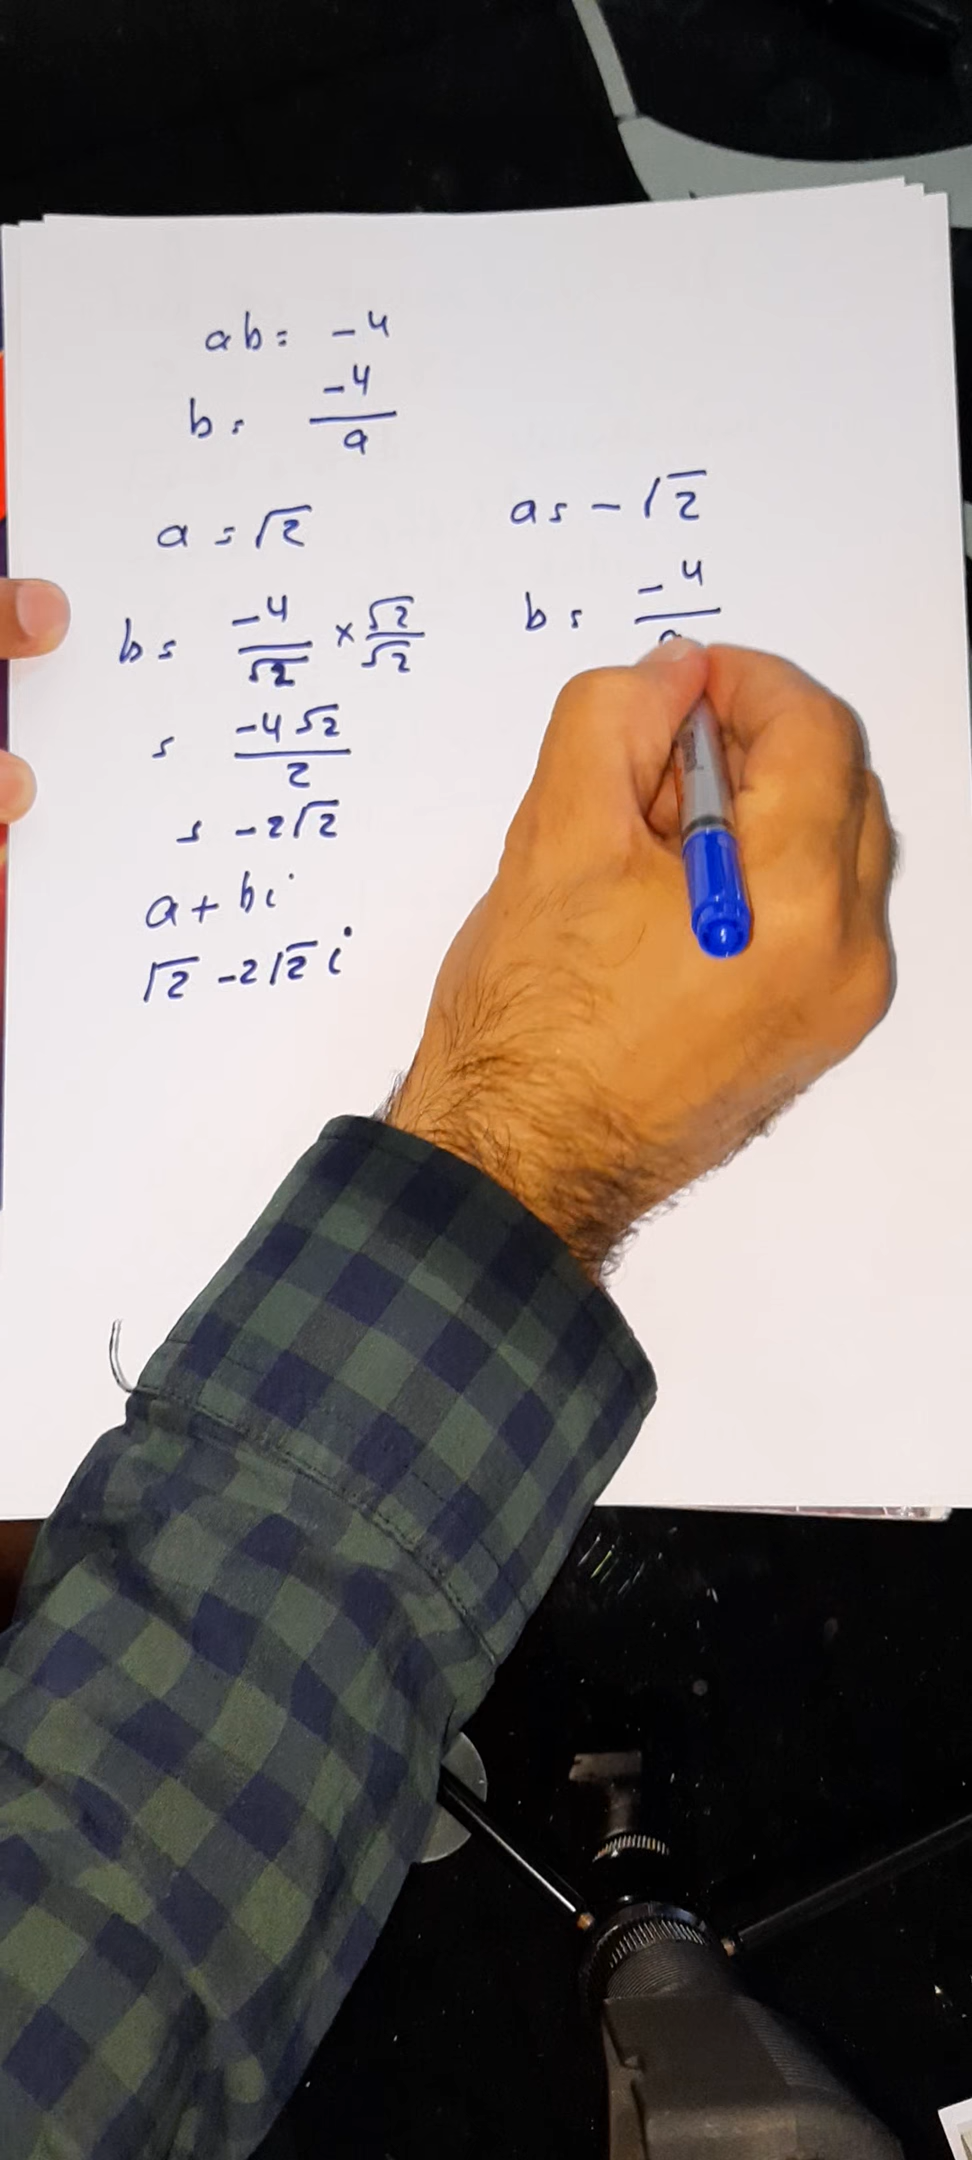 ab = -4
b = -4/a
a = √2
b = -4/√2 × √2/√2
= -4√2/2
= -2√2
a + bi
√2 - 2√2 i
a = -√2
b = -4/